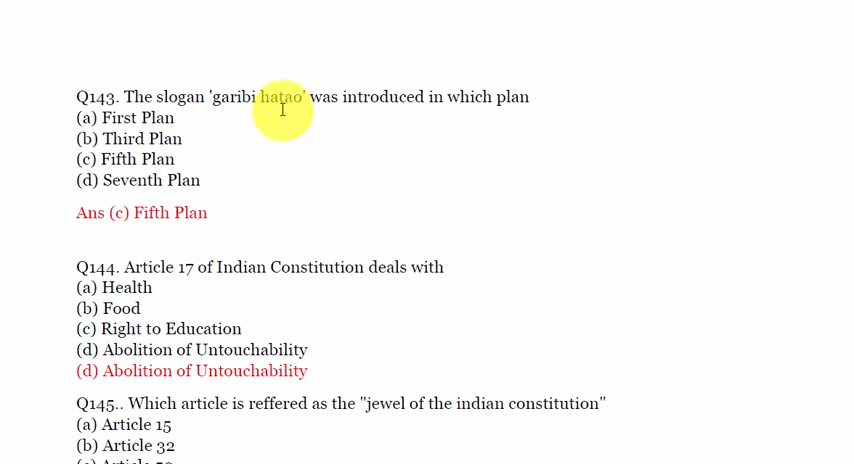 Q143. The slogan 'garibi hatao' was introduced in which plan
(a) First Plan
(b) Third Plan
(c) Fifth Plan
(d) Seventh Plan
Ans (c) Fifth Plan
Q144. Article 17 of Indian Constitution deals with
(a) Health
(b) Food
(c) Right to Education
(d) Abolition of Untouchability
(d) Abolition of Untouchability
Q145.. Which article is reffered as the "jewel of the indian constitution"
(a) Article 15
(b) Article 32